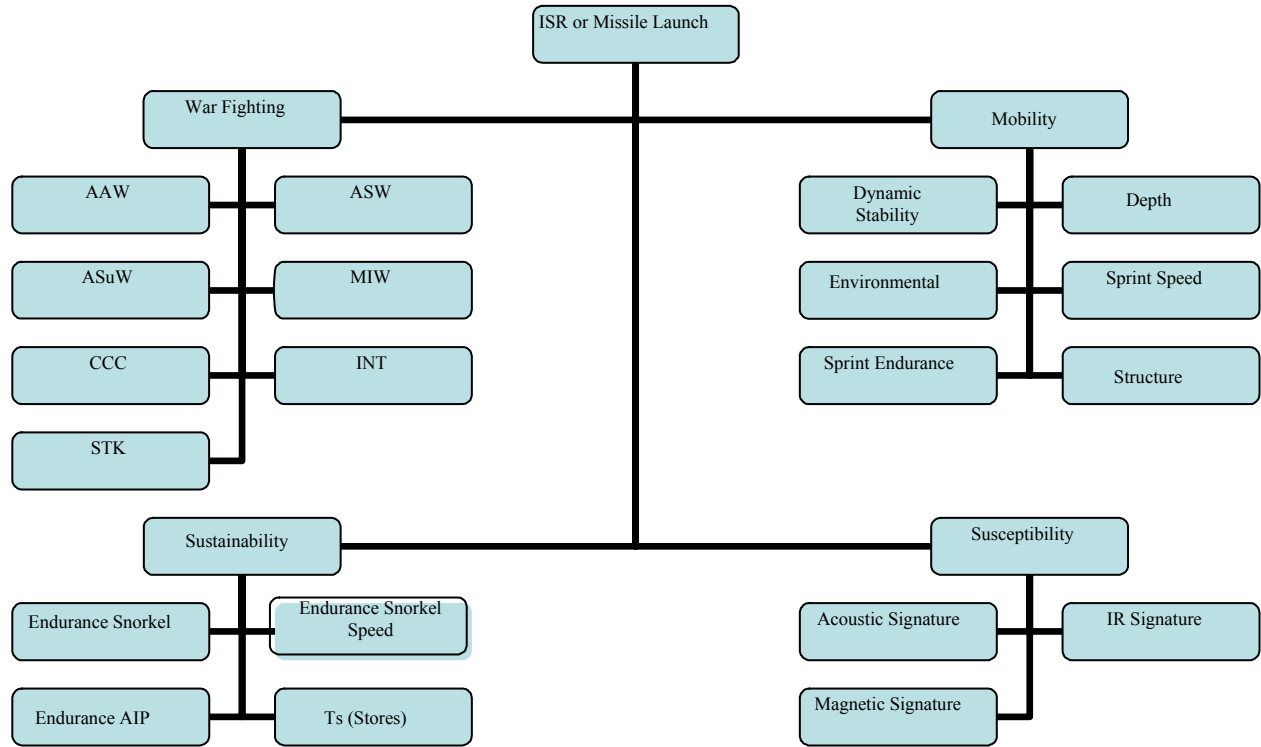 ISR or Missile Launch
War Fighting
Mobility
AAW
ASW
Dynamic
Stability
Depth
ASuW
MIW
Environmental
Sprint Speed
CCC
INT
Sprint Endurance
Structure
STK
Sustainability
Susceptibility
Endurance Snorkel
Endurance Snorkel
Speed
Acoustic Signature
IR Signature
Endurance AIP
Ts (Stores)
Magnetic Signature